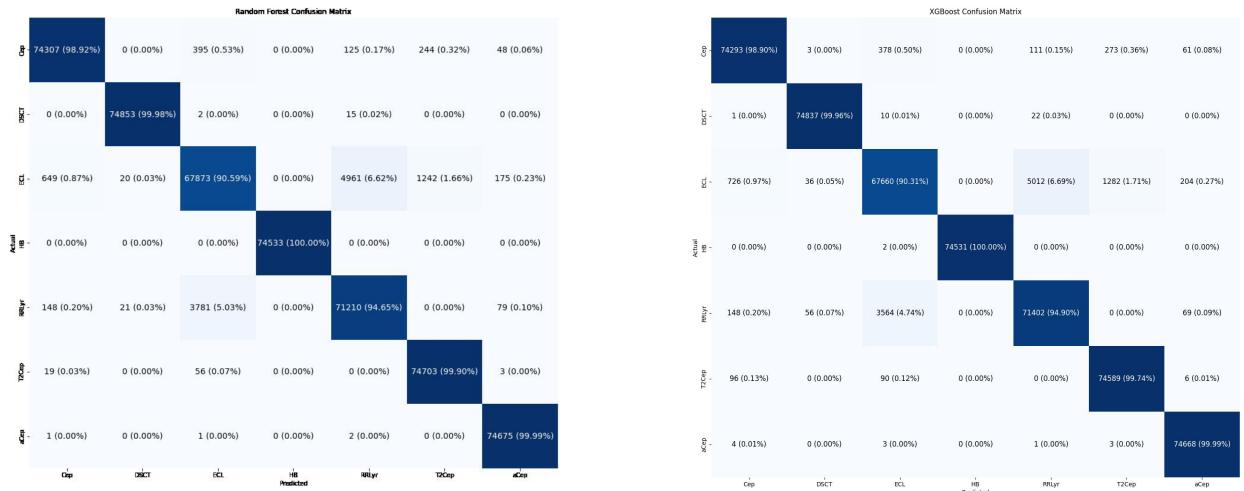 Random Forest Confusion Matrix
Cep 74307 (98.92%) 0 (0.00%) 395 (0.53%) 0 (0.00%) 125 (0.17%) 244 (0.32%) 48 (0.06%)
DSCT 0 (0.00%) 74853 (99.98%) 2 (0.00%) 0 (0.00%) 15 (0.02%) 0 (0.00%) 0 (0.00%)
ECL 649 (0.87%) 20 (0.03%) 67873 (90.59%) 0 (0.00%) 4961 (6.62%) 1242 (1.66%) 175 (0.23%)
Actual
HB 0 (0.00%) 0 (0.00%) 0 (0.00%) 74533 (100.00%) 0 (0.00%) 0 (0.00%) 0 (0.00%)
RRLyr 148 (0.20%) 21 (0.03%) 3781 (5.03%) 0 (0.00%) 71210 (94.65%) 0 (0.00%) 79 (0.10%)
T2Cep 19 (0.03%) 0 (0.00%) 56 (0.07%) 0 (0.00%) 0 (0.00%) 74703 (99.90%) 3 (0.00%)
aCep 1 (0.00%) 0 (0.00%) 1 (0.00%) 0 (0.00%) 2 (0.00%) 0 (0.00%) 74675 (99.99%)
Cep DSCT ECL HB RRLyr T2Cep aCep
Predicted
XGBoost Confusion Matrix
Cep 74293 (98.90%) 3 (0.00%) 378 (0.50%) 0 (0.00%) 111 (0.15%) 273 (0.36%) 61 (0.08%)
DSCT 1 (0.00%) 74837 (99.96%) 10 (0.01%) 0 (0.00%) 22 (0.03%) 0 (0.00%) 0 (0.00%)
ECL 726 (0.97%) 36 (0.05%) 67660 (90.31%) 0 (0.00%) 5012 (6.69%) 1282 (1.71%) 204 (0.27%)
Actual
HB 0 (0.00%) 0 (0.00%) 2 (0.00%) 74531 (100.00%) 0 (0.00%) 0 (0.00%) 0 (0.00%)
RRLyr 148 (0.20%) 56 (0.07%) 3564 (4.74%) 0 (0.00%) 71402 (94.90%) 0 (0.00%) 69 (0.09%)
T2Cep 96 (0.13%) 0 (0.00%) 90 (0.12%) 0 (0.00%) 0 (0.00%) 74589 (99.74%) 6 (0.01%)
aCep 4 (0.01%) 0 (0.00%) 3 (0.00%) 0 (0.00%) 1 (0.00%) 3 (0.00%) 74668 (99.99%)
Cep DSCT ECL HB RRLyr T2Cep aCep